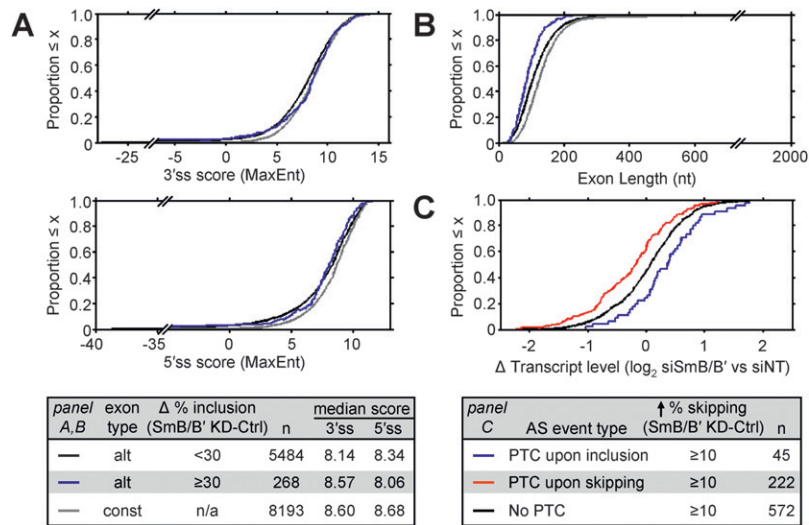 A
Proportion ≤ x
1.0
0.8
0.6
0.4
0.2
0
-25
-5
0
5
10
15
3'ss score (MaxEnt)
Proportion ≤ x
1.0
0.8
0.6
0.4
0.2
0
-40
-35
0
5
10
5'ss score (MaxEnt)
B
Proportion ≤ x
1.0
0.8
0.6
0.4
0.2
0
0
200
400
600
2000
Exon Length (nt)
C
Proportion ≤ x
1.0
0.8
0.6
0.4
0.2
0
-2
-1
0
1
2
Δ Transcript level (log₂ siSmB/B′ vs siNT)
panel A,B exon type Δ % inclusion (SmB/B′ KD-Ctrl) n median score 3'ss 5'ss
alt <30 5484 8.14 8.34
alt ≥30 268 8.57 8.06
const n/a 8193 8.60 8.68
panel C AS event type ↑ % skipping (SmB/B′ KD-Ctrl) n
PTC upon inclusion ≥10 45
PTC upon skipping ≥10 222
No PTC ≥10 572